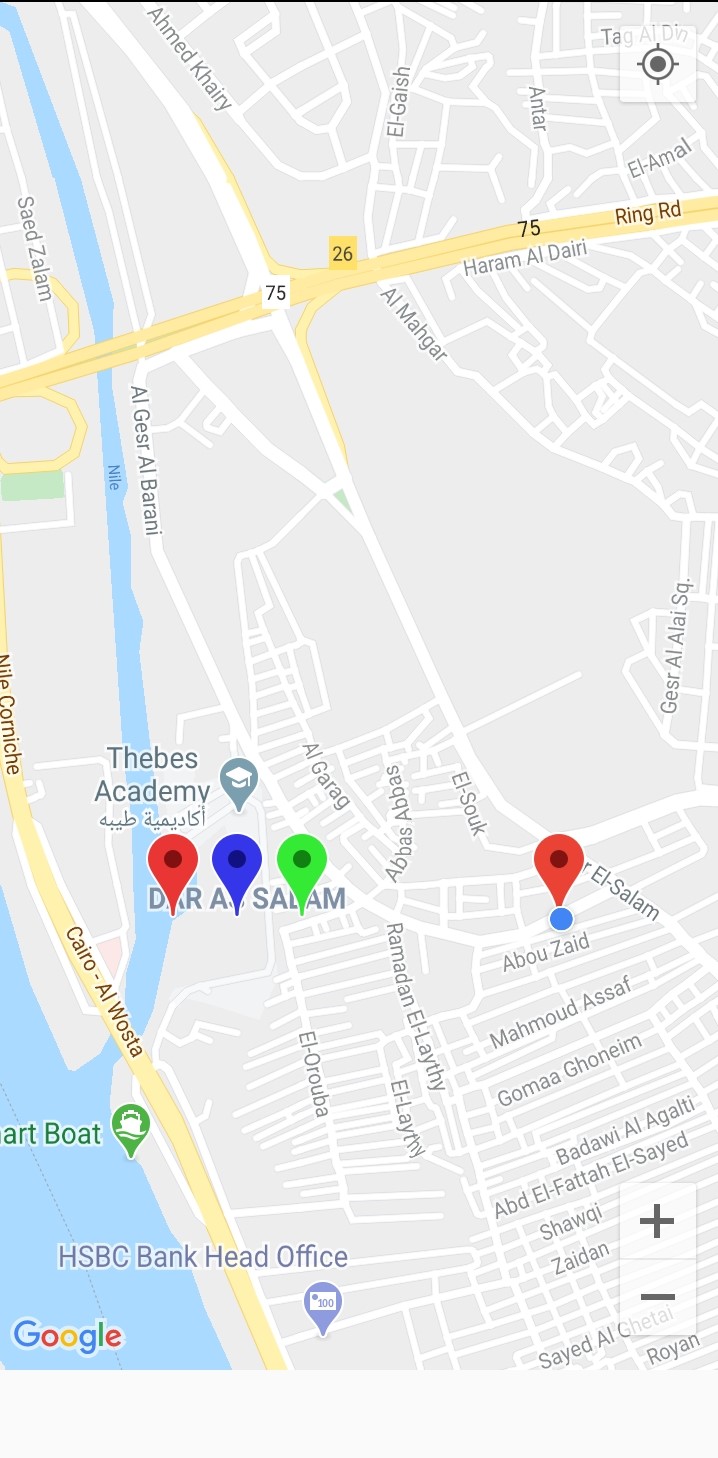 Ahmed Khairy
El-Gaish
Tag Al Din
Antar
El-Amal
Saed Zalam
26
75
Ring Rd
Haram Al Dairi
75
Al Mahgar
Al Gesr Al Barani
Nile
Gesr Al Alai Sq.
Nile Corniche
Thebes
Academy
أكاديمية طيبه
Al Garag
Abbas Abbas
El-Souk
DAR AS SALAM
r El-Salam
Cairo - Al Wosta
Abou Zaid
Ramadan El-Laythy
Mahmoud Assaf
El-Orouba
El-Laythy
Gomaa Ghoneim
art Boat
Badawi Al Agalti
Abd El-Fattah El-Sayed
Shawqi
Zaidan
HSBC Bank Head Office
100
Google
Sayed Al Ghetai
Royan